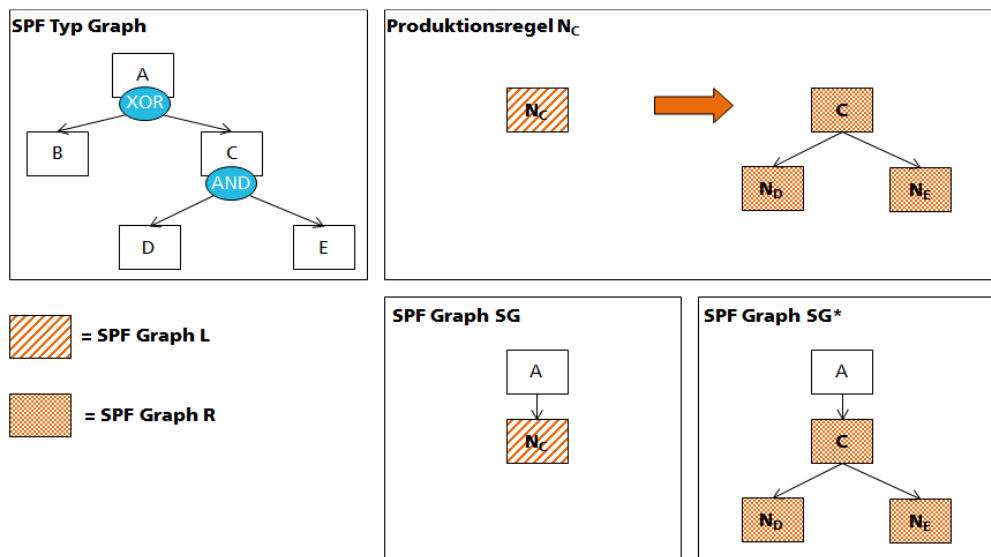 SPF Typ Graph
A
XOR
B
C
AND
D
E
Produktionsregel N_C
N_C
C
N_D
N_E
= SPF Graph L
= SPF Graph R
SPF Graph SG
A
N_C
SPF Graph SG*
A
C
N_D
N_E